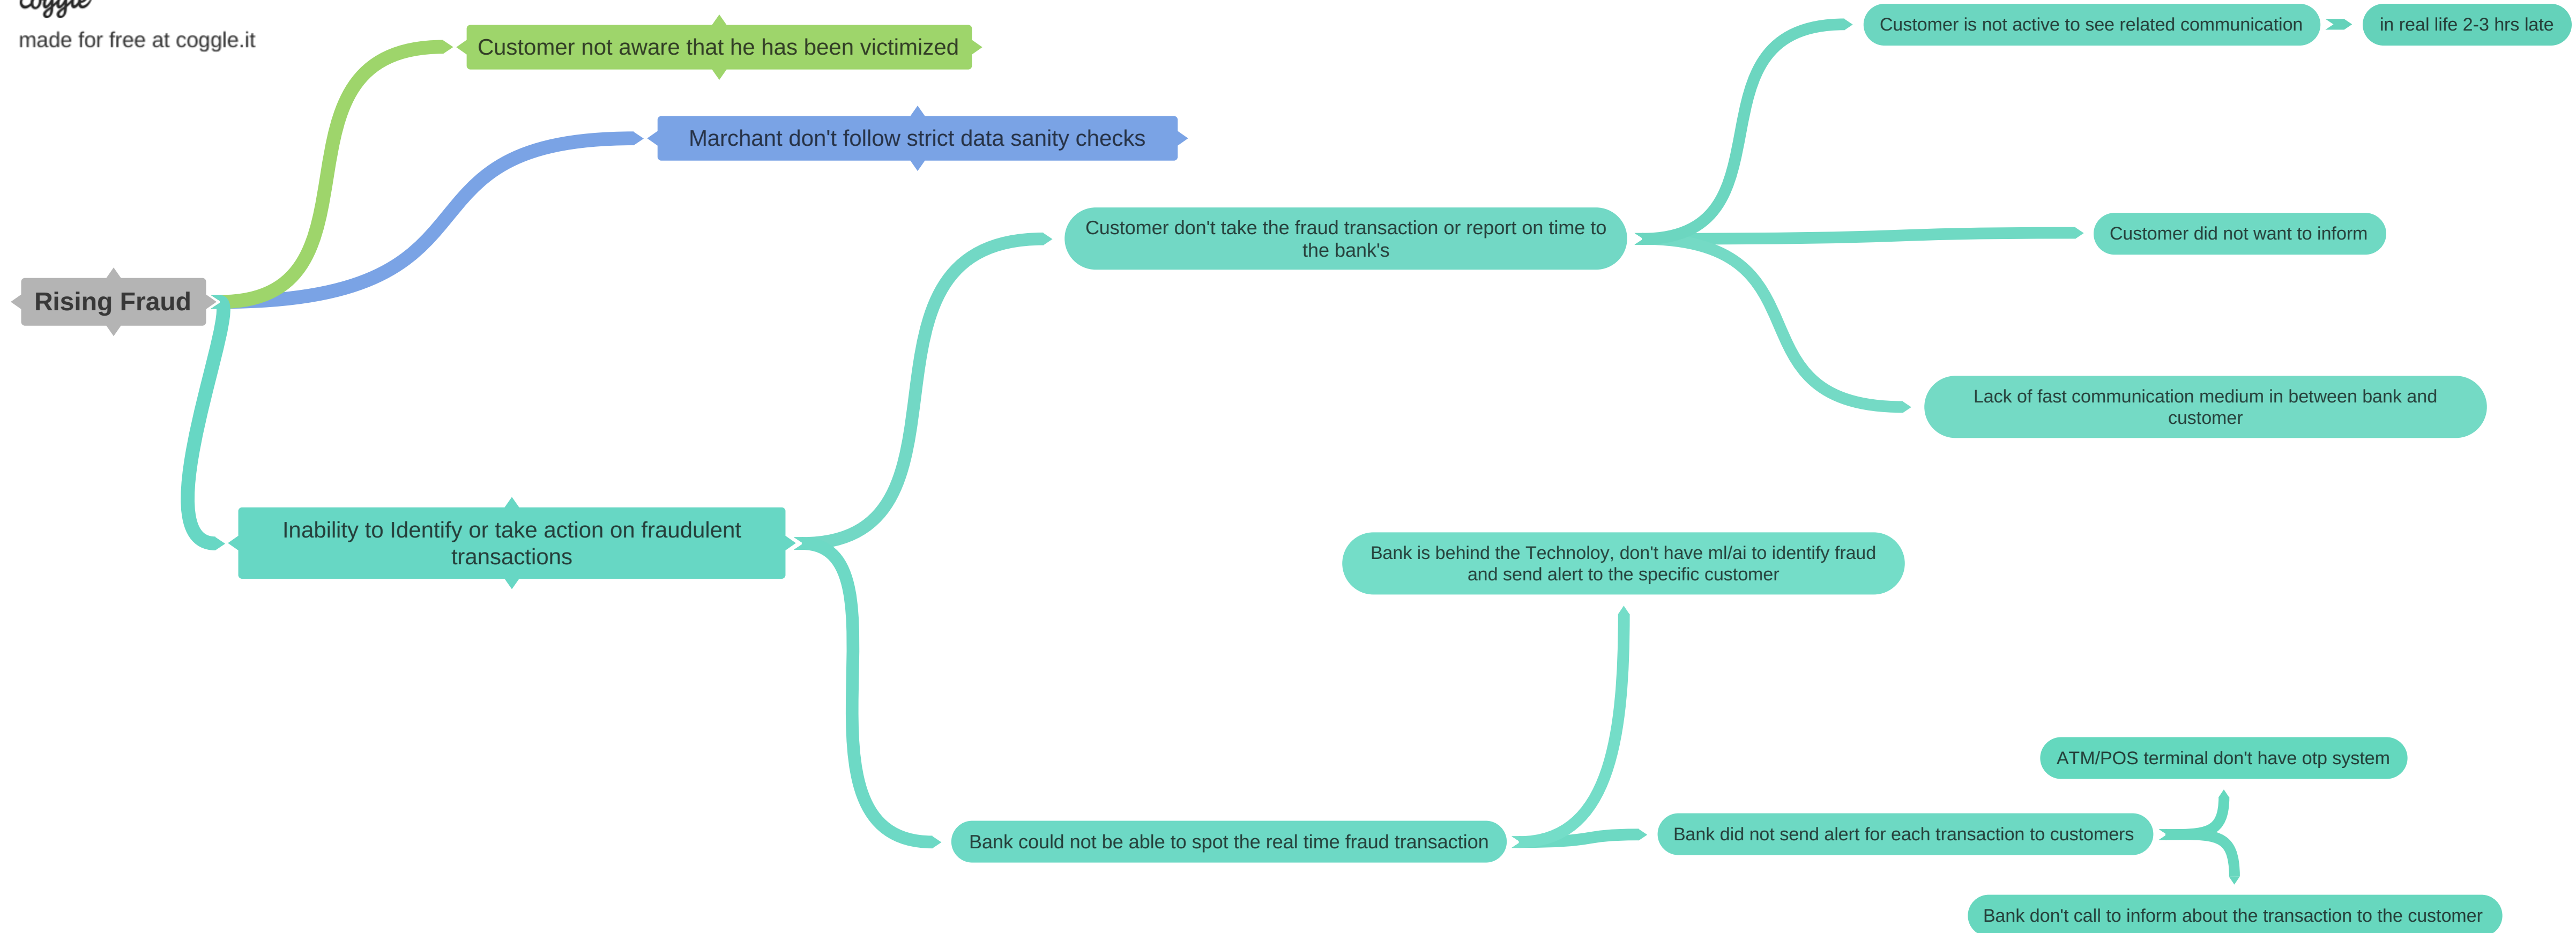 coggle
made for free at coggle.it
Customer not aware that he has been victimized
Marchant don't follow strict data sanity checks
Rising Fraud
Inability to Identify or take action on fraudulent
transactions
Customer don't take the fraud transaction or report on time to
the bank's
Customer is not active to see related communication
in real life 2-3 hrs late
Customer did not want to inform
Lack of fast communication medium in between bank and
customer
Bank could not be able to spot the real time fraud transaction
Bank is behind the Technoloy, don't have ml/ai to identify fraud
and send alert to the specific customer
Bank did not send alert for each transaction to customers
ATM/POS terminal don't have otp system
Bank don't call to inform about the transaction to the customer